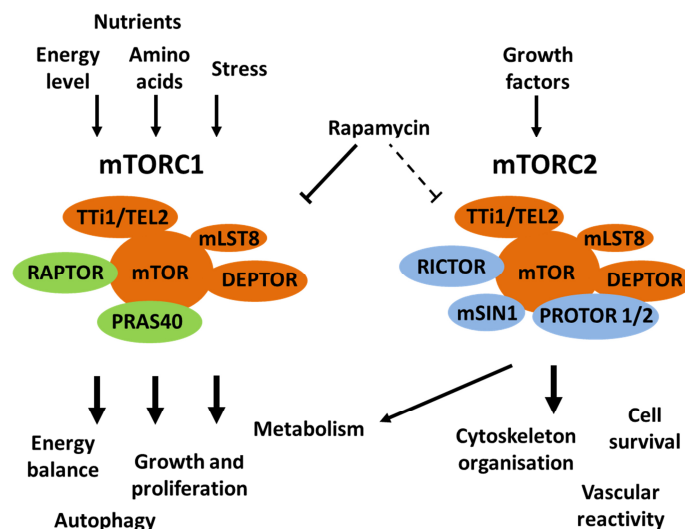 Nutrients
Energy
level
Amino
acids
Stress
Growth
factors
Rapamycin
mTORC1
mTORC2
TTi1/TEL2
mLST8
RAPTOR
mTOR
DEPTOR
PRAS40
TTi1/TEL2
mLST8
RICTOR
mTOR
DEPTOR
mSIN1
PROTOR 1/2
Energy
balance
Growth and
proliferation
Autophagy
Metabolism
Cytoskeleton
organisation
Cell
survival
Vascular
reactivity